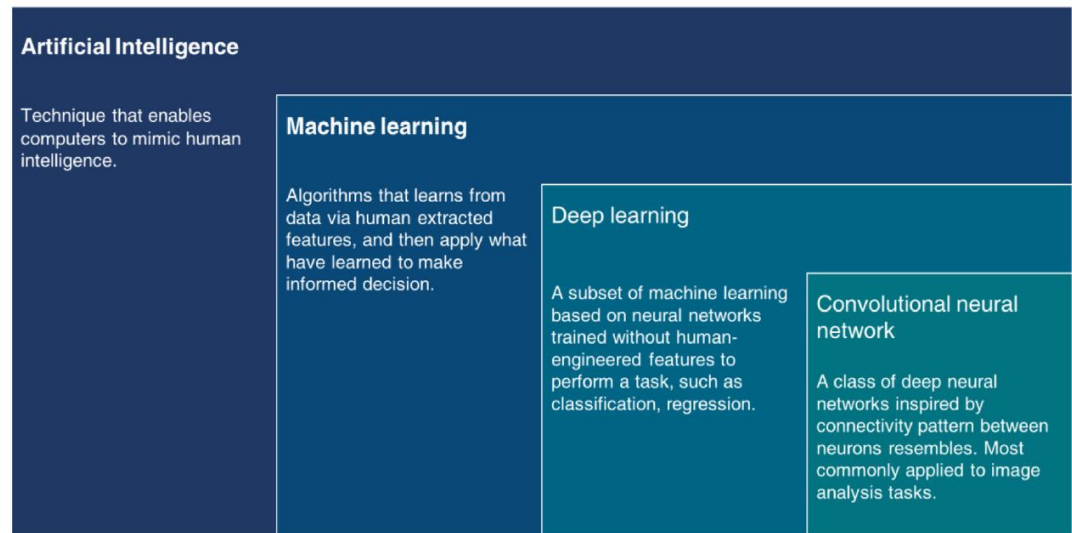 Artificial Intelligence
Technique that enables
computers to mimic human
intelligence.
Machine learning
Algorithms that learns from
data via human extracted
features, and then apply what
have learned to make
informed decision.
Deep learning
A subset of machine learning
based on neural networks
trained without human-
engineered features to
perform a task, such as
classification, regression.
Convolutional neural
network
A class of deep neural
networks inspired by
connectivity pattern between
neurons resembles. Most
commonly applied to image
analysis tasks.